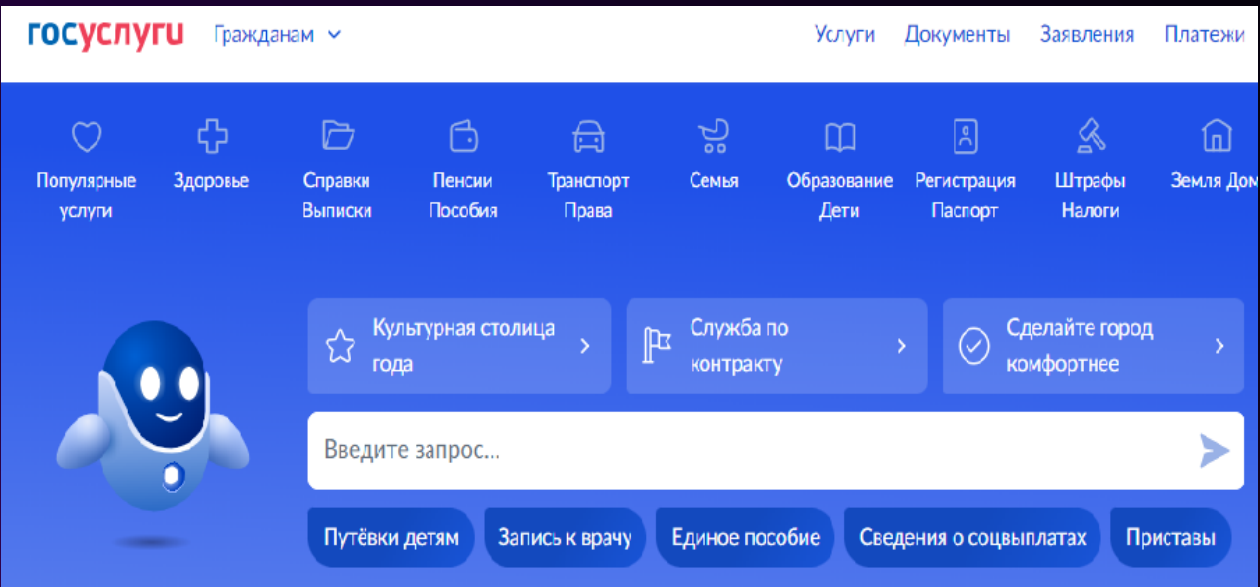 госуслуги Гражданам Услуги Документы Заявления Платежи
Популярные услуги
Здоровье
Справки Выписки
Пенсии Пособия
Транспорт Права
Семья
Образование Дети
Регистрация Паспорт
Штрафы Налоги
Земля Дом
Культурная столица года
Служба по контракту
Сделайте город комфортнее
Введите запрос...
Путёвки детям Запись к врачу Единое пособие Сведения о соцвыплатах Приставы